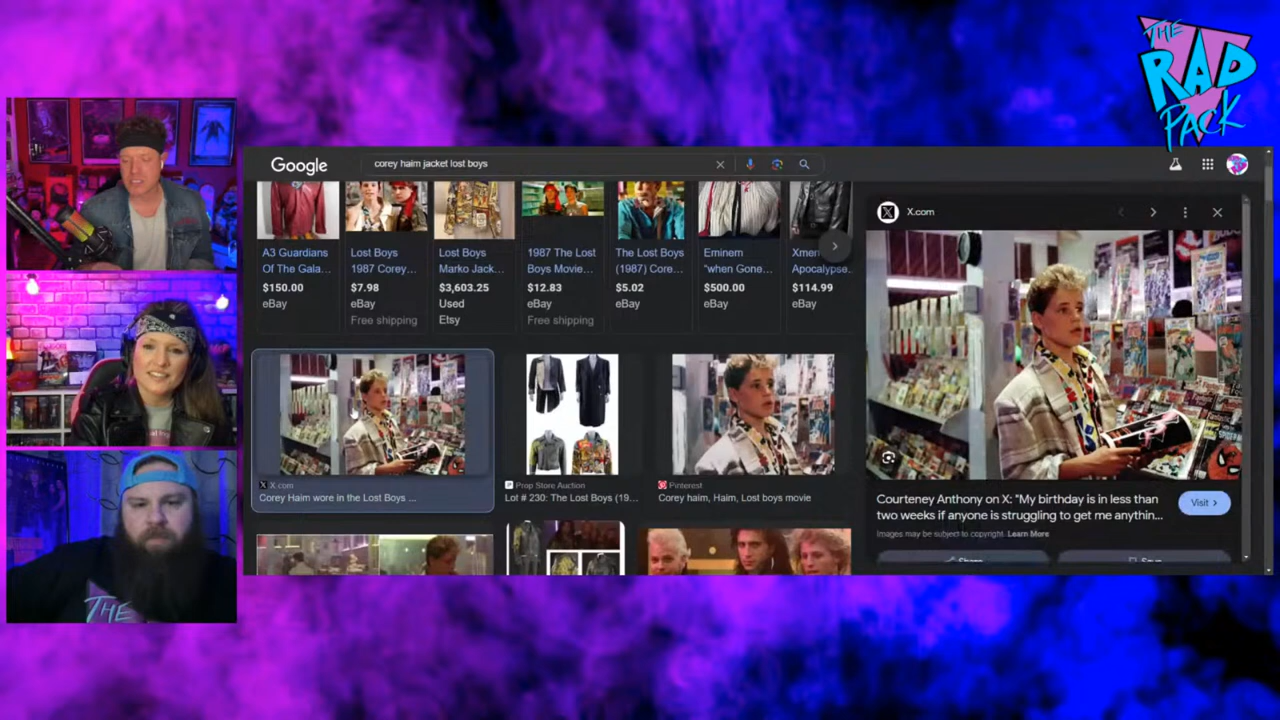 THE
RAD
PACK
Google
corey haim jacket lost boys
X.com
A3 Guardians
Of The Gala...
$150.00
eBay
Lost Boys
1987 Corey...
$7.98
eBay
Free shipping
Lost Boys
Marko Jack...
$3,603.25
Used
Etsy
1987 The Lost
Boys Movie...
$12.83
eBay
Free shipping
The Lost Boys
(1987) Core...
$5.02
eBay
Eminem
"when Gone...
$500.00
eBay
Xmen
Apocalypse...
$114.99
eBay
X.com
Corey Haim wore in the Lost Boys ...
Prop Store Auction
Lot # 230: The Lost Boys (19...
Pinterest
Corey haim, Haim, Lost boys movie
Courteney Anthony on X: "My birthday is in less than
two weeks if anyone is struggling to get me anythin...
Visit >
Images may be subject to copyright. Learn More
Share
Save
THE